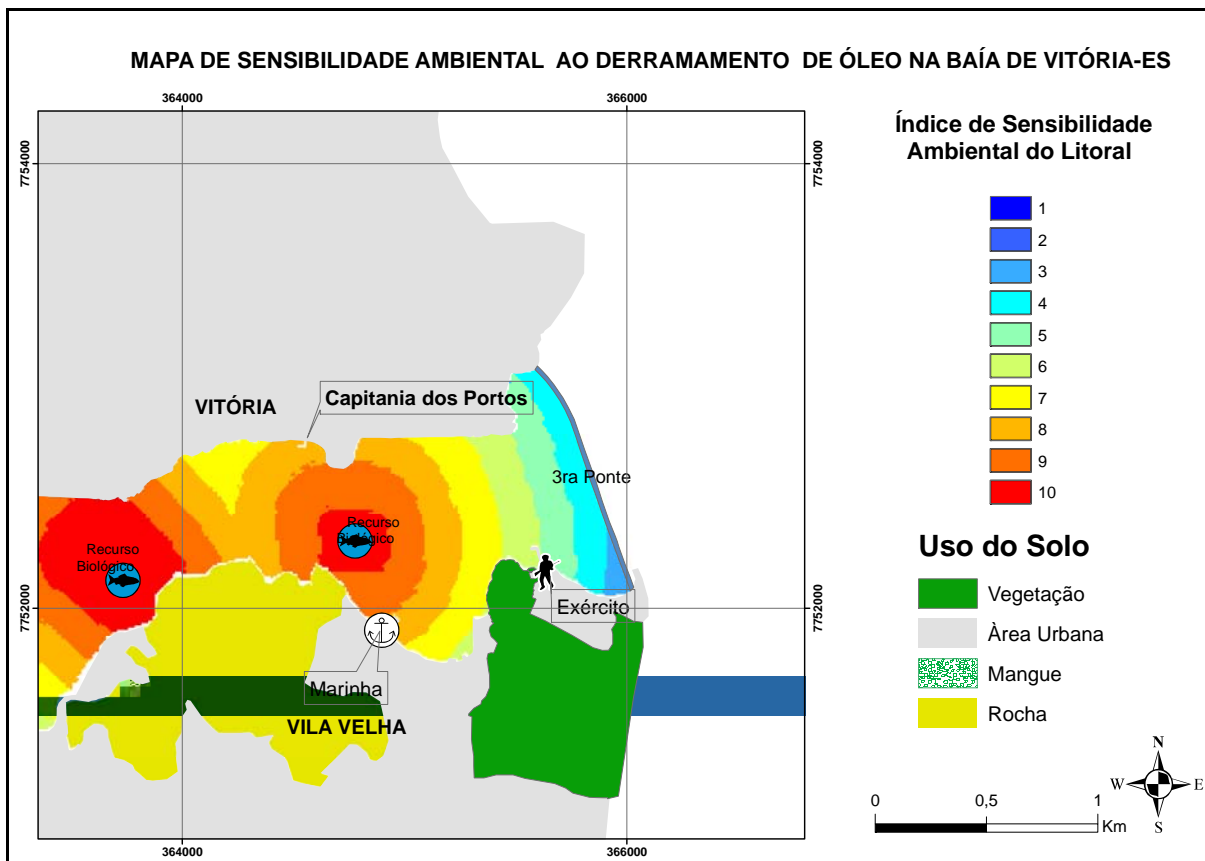 MAPA DE SENSIBILIDADE AMBIENTAL AO DERRAMAMENTO DE ÓLEO NA BAÍA DE VITÓRIA-ES
364000
366000
7754000
7754000
7752000
7752000
VITÓRIA
Capitania dos Portos
3ra Ponte
Recurso
Biológico
Recurso
Biológico
Exército
Marinha
VILA VELHA
Índice de Sensibilidade
Ambiental do Litoral
1
2
3
4
5
6
7
8
9
10
Uso do Solo
Vegetação
Àrea Urbana
Mangue
Rocha
N
W
E
S
0
0,5
1
Km
364000
366000